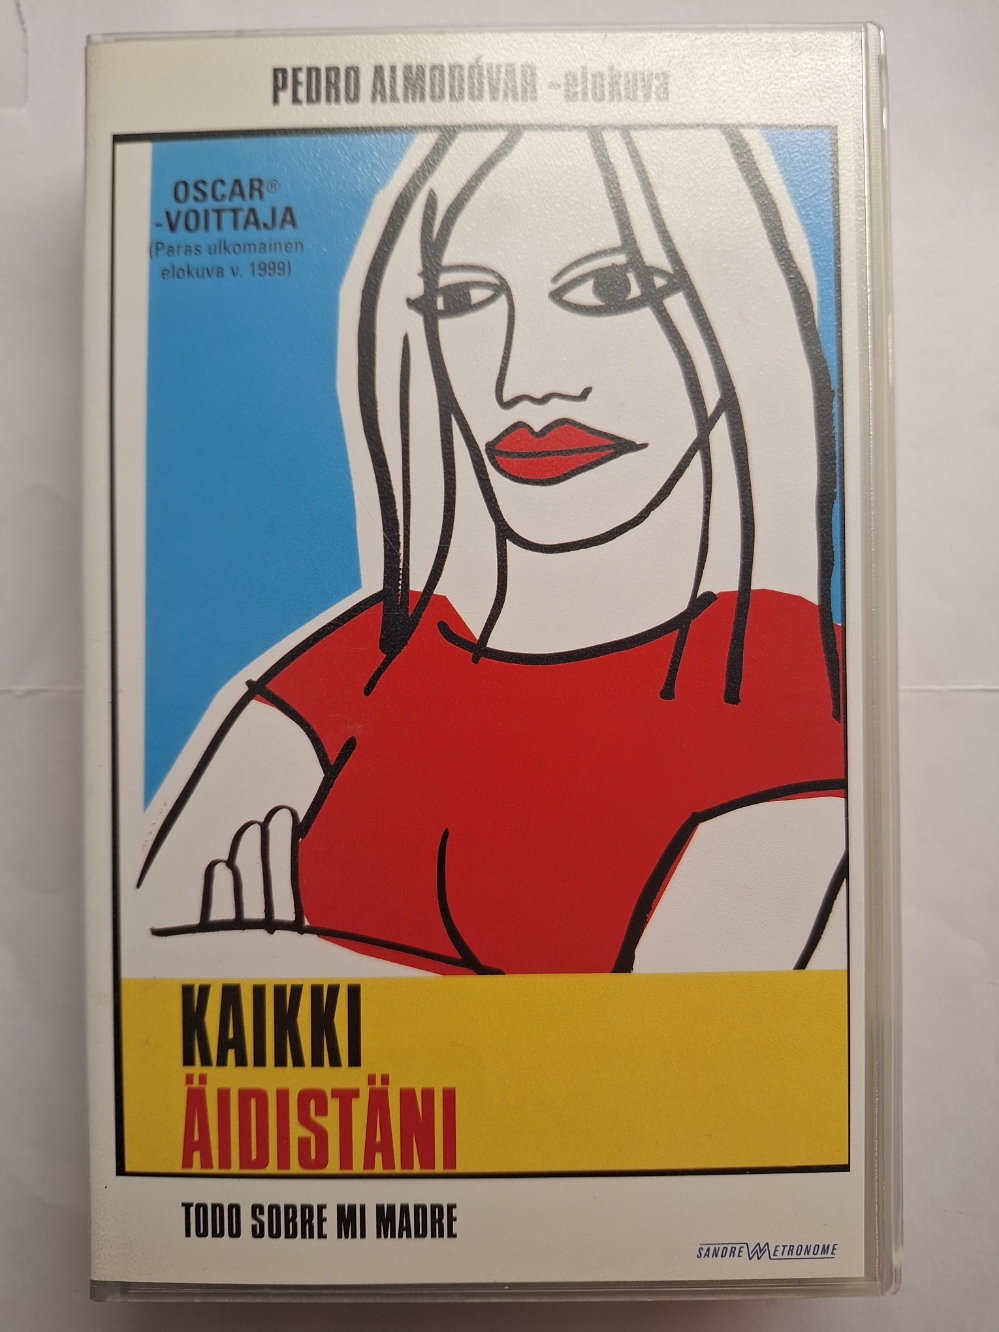 PEDRO ALMODÓVAR -elokuva
OSCAR®
-VOITTAJA
(Paras ulkomainen
elokuva v. 1999)
KAIKKI
ÄIDISTÄNI
TODO SOBRE MI MADRE
SANDREW METRONOME